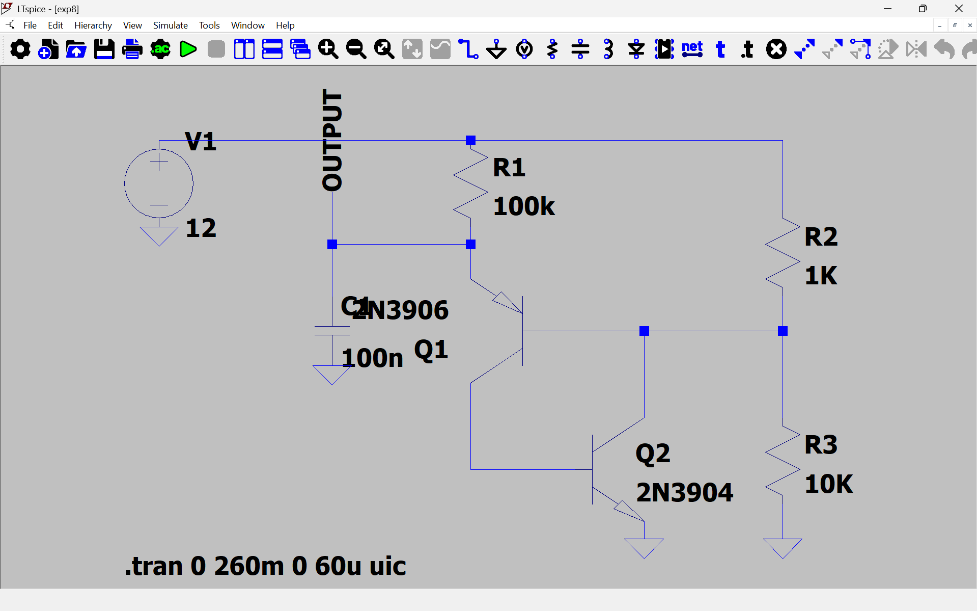 LTspice - [exp8]
File Edit Hierarchy View Simulate Tools Window Help
.ac net t .t
V1
12
OUTPUT
R1
100k
R2
1K
C1
2N3906
Q1
100n
Q2
2N3904
R3
10K
.tran 0 260m 0 60u uic